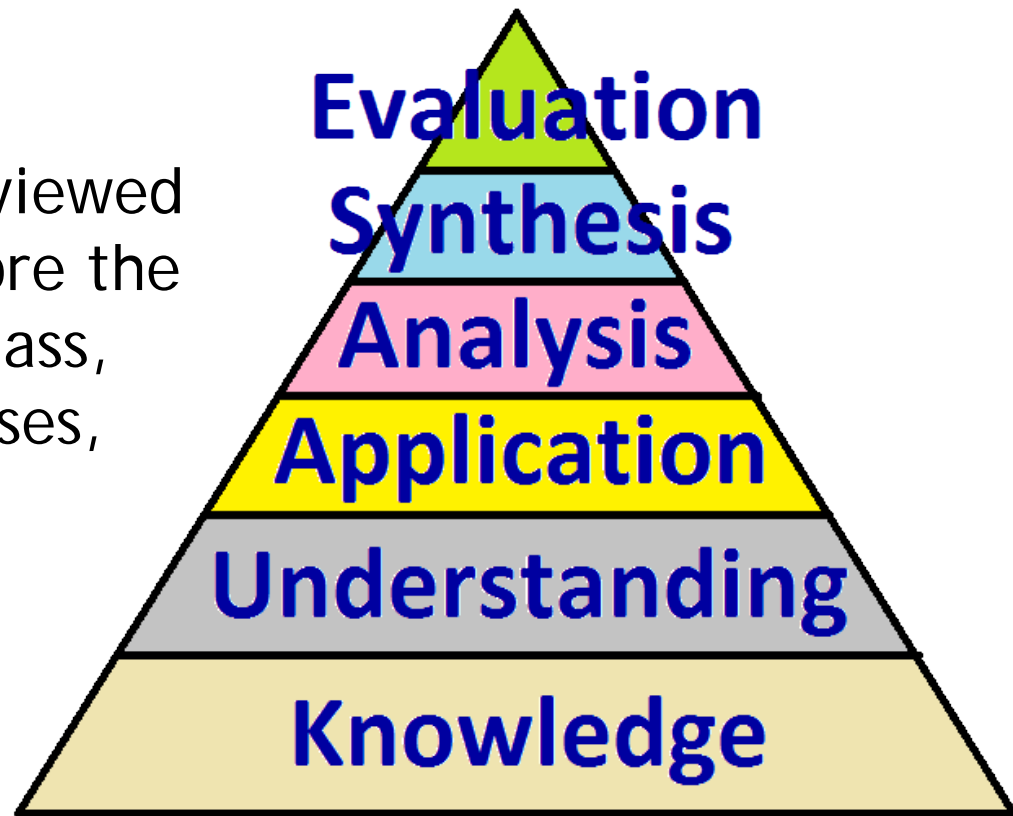 Evaluation
viewed
Synthesis
ore the
Analysis
ass,
ses,
Application
Understanding
Knowledge